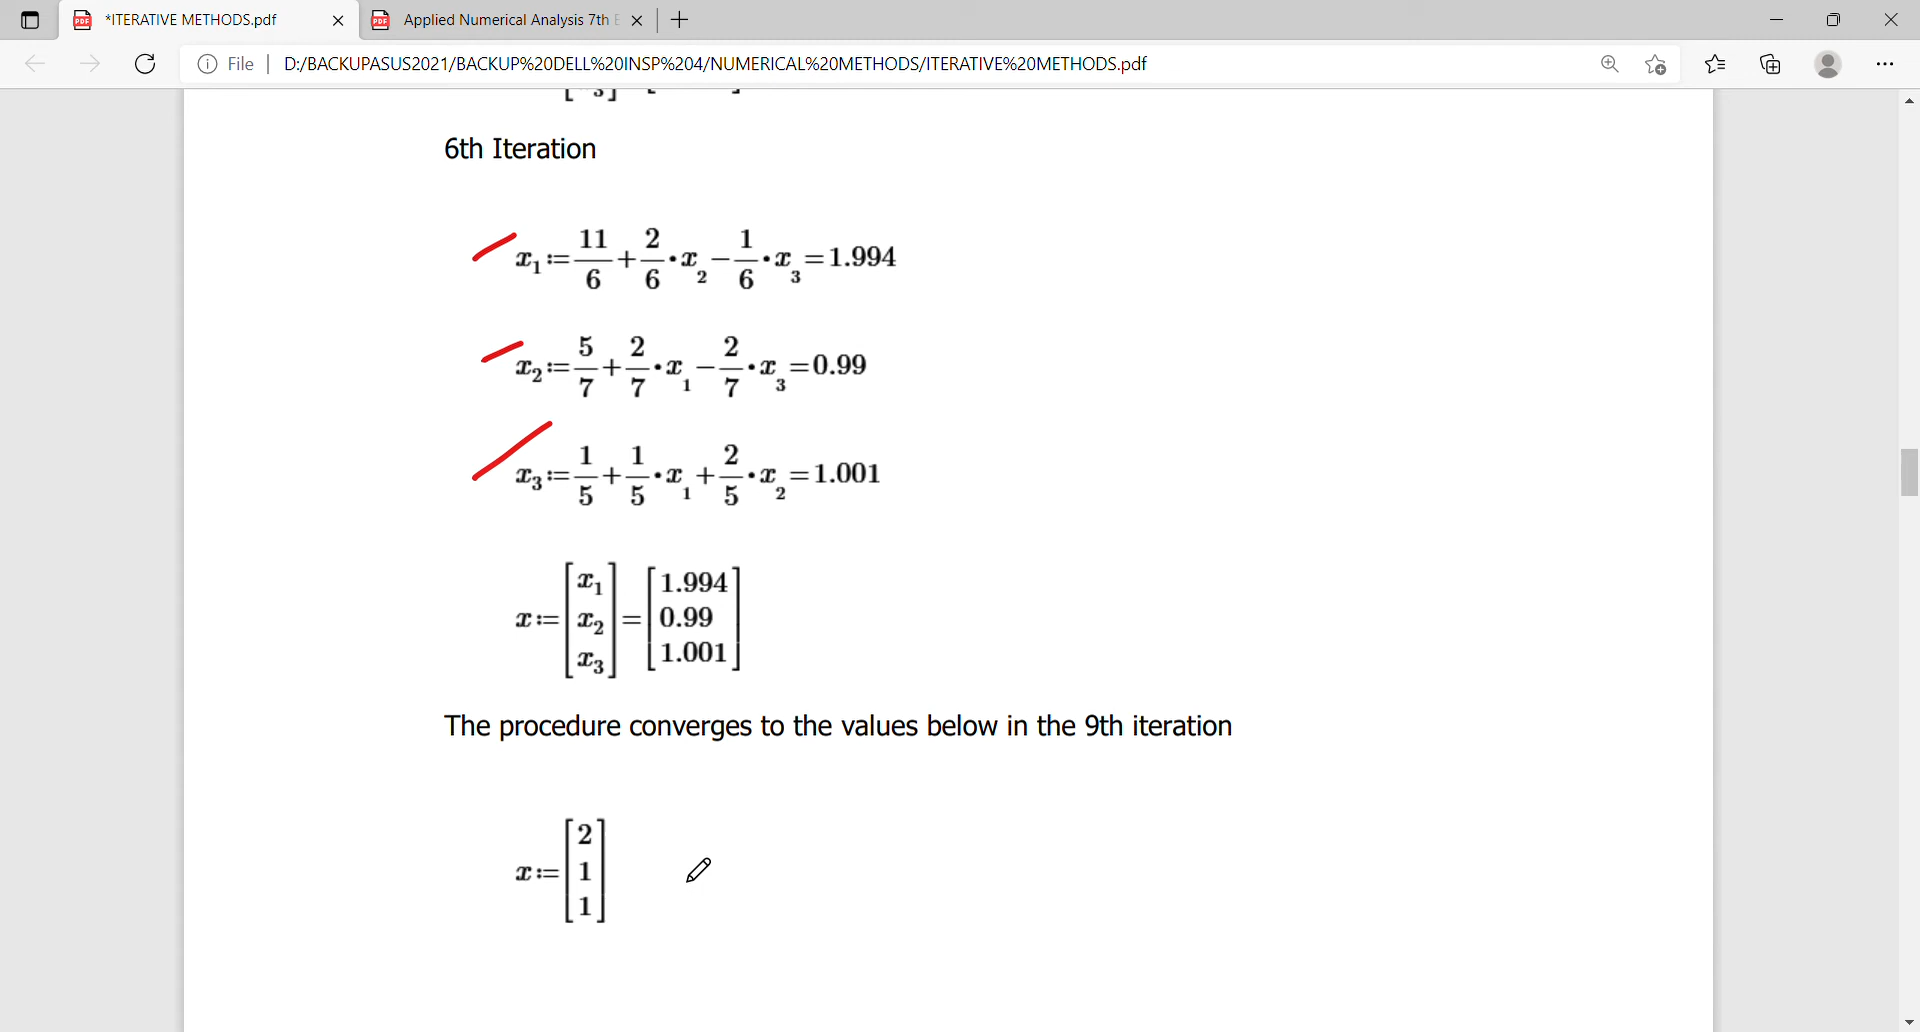 *ITERATIVE METHODS.pdf
Applied Numerical Analysis 7th E
File | D:/BACKUPASUS2021/BACKUP%20DELL%20INSP%204/NUMERICAL%20METHODS/ITERATIVE%20METHODS.pdf
6th Iteration
x₁ := 11/6 + 2/6 • x₂ − 1/6 • x₃ = 1.994
x₂ := 5/7 + 2/7 • x₁ − 2/7 • x₃ = 0.99
x₃ := 1/5 + 1/5 • x₁ + 2/5 • x₂ = 1.001
x := [x₁ x₂ x₃] = [1.994 0.99 1.001]
The procedure converges to the values below in the 9th iteration
x := [2 1 1]